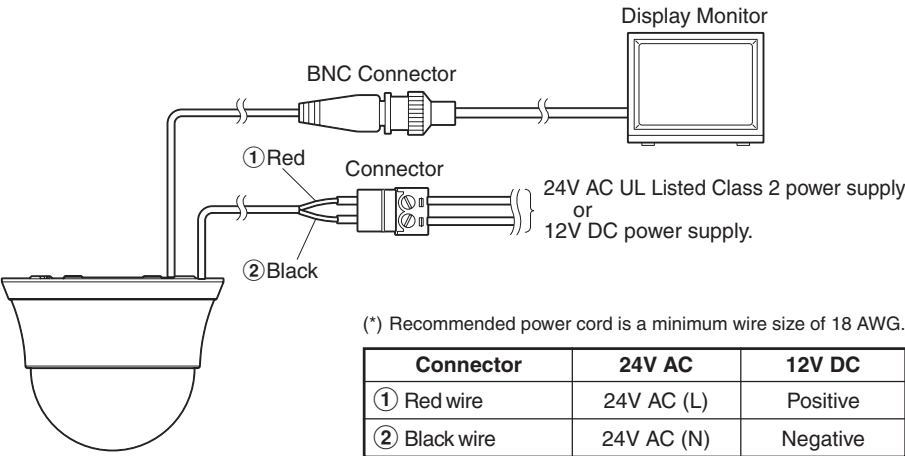 Display Monitor
BNC Connector
①Red
Connector
24V AC UL Listed Class 2 power supply
or
12V DC power supply.
②Black
(*) Recommended power cord is a minimum wire size of 18 AWG.
Connector 24V AC 12V DC
① Red wire 24V AC (L) Positive
② Black wire 24V AC (N) Negative